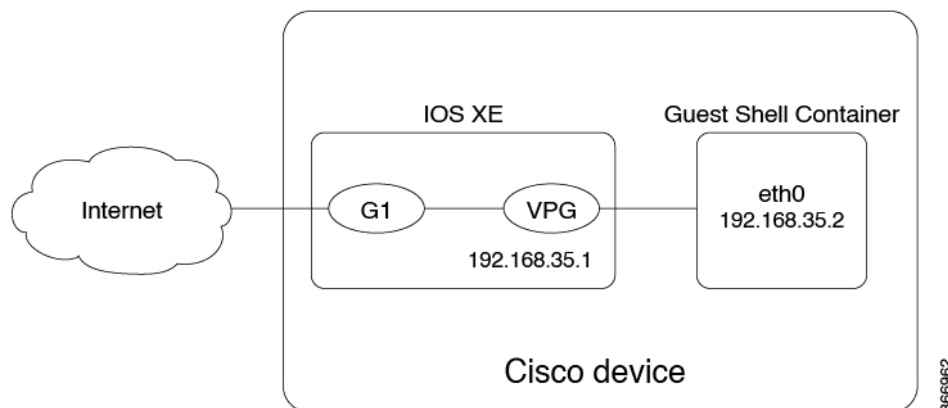 IOS XE
Guest Shell Container
Internet
G1
VPG
eth0
192.168.35.2
192.168.35.1
Cisco device
366962